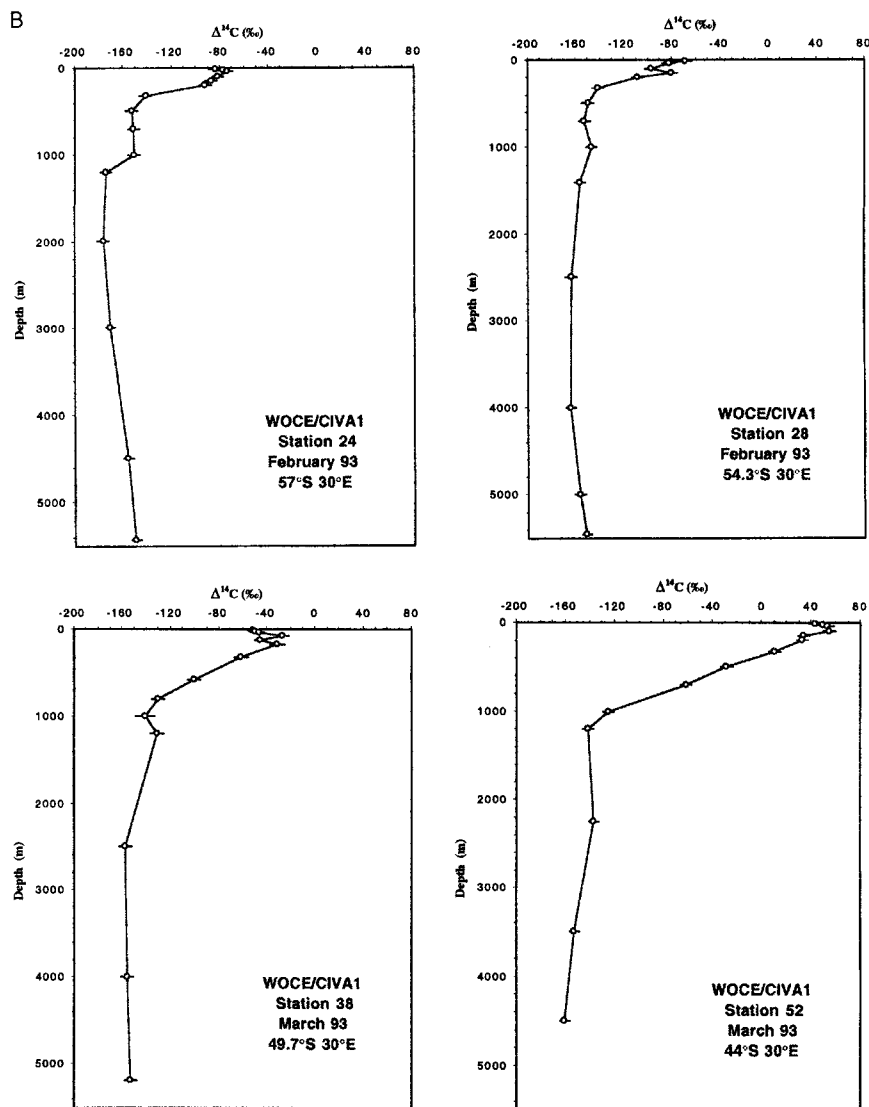 B
Δ¹⁴C (‰)
-200 -160 -120 -80 -40 0 40 80
0
1000
2000
3000
4000
5000
Depth (m)
WOCE/CIVA1
Station 24
February 93
57°S 30°E
Δ¹⁴C (‰)
-200 -160 -120 -80 -40 0 40 80
0
1000
2000
3000
4000
5000
Depth (m)
WOCE/CIVA1
Station 28
February 93
54.3°S 30°E
Δ¹⁴C (‰)
-200 -160 -120 -80 -40 0 40 80
0
1000
2000
3000
4000
5000
Depth (m)
WOCE/CIVA1
Station 38
March 93
49.7°S 30°E
Δ¹⁴C (‰)
-200 -160 -120 -80 -40 0 40 80
0
1000
2000
3000
4000
5000
Depth (m)
WOCE/CIVA1
Station 52
March 93
44°S 30°E